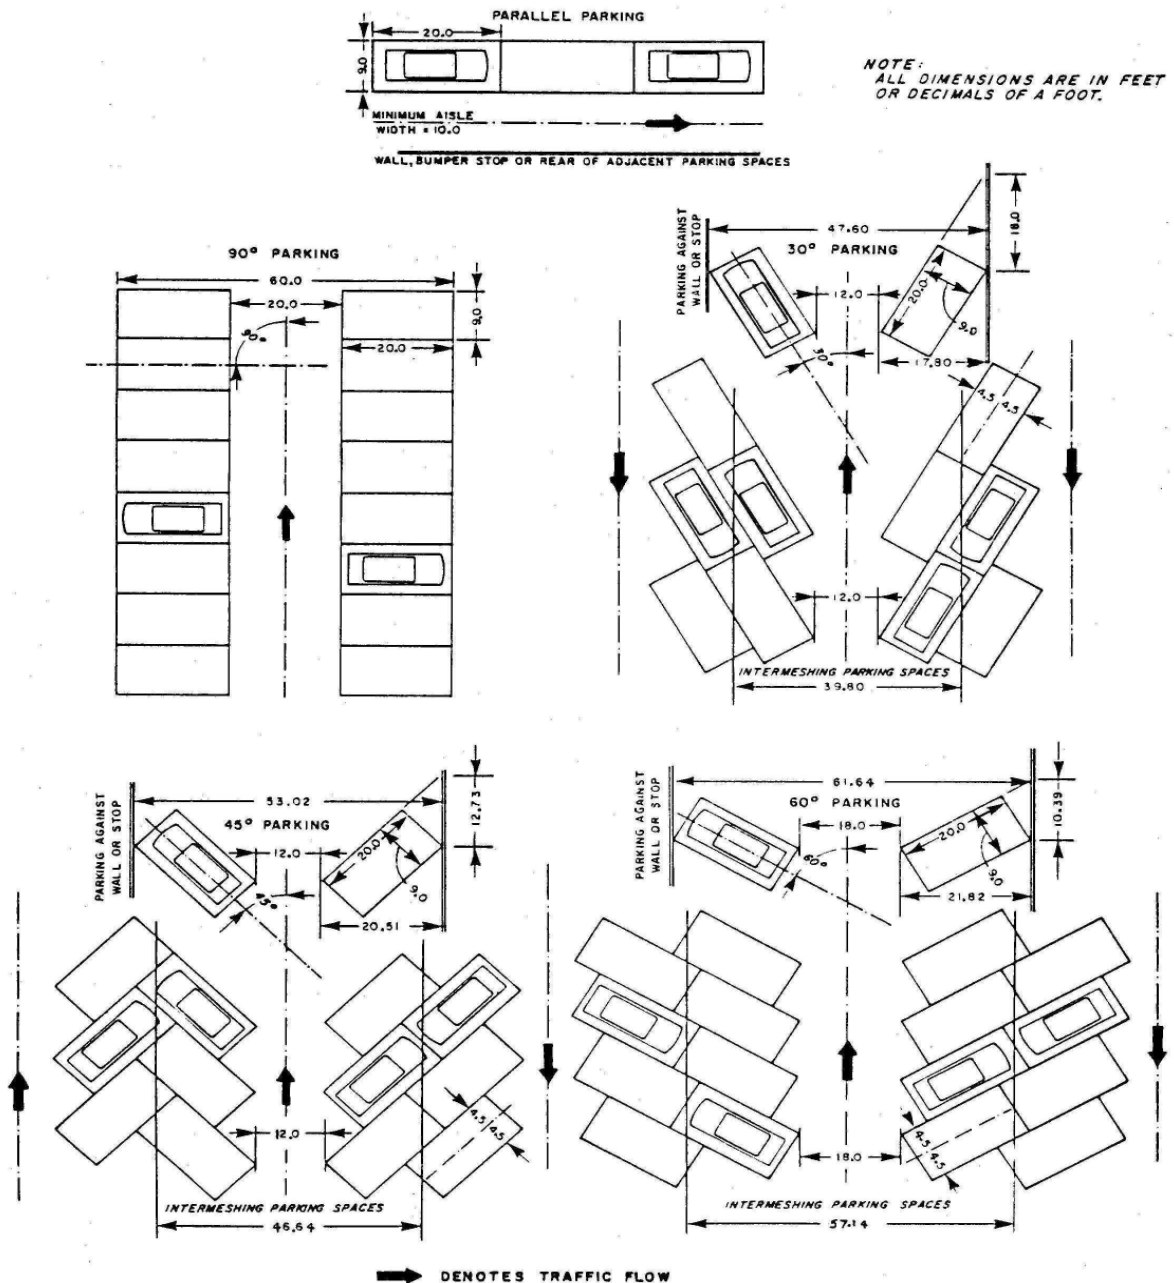 PARALLEL PARKING
20.0
9.0
MINIMUM AISLE
WIDTH = 10.0
WALL, BUMPER STOP OR REAR OF ADJACENT PARKING SPACES
NOTE:
ALL DIMENSIONS ARE IN FEET
OR DECIMALS OF A FOOT.
90° PARKING
60.0
20.0
90°
9.0
20.0
PARKING AGAINST
WALL OR STOP
47.60
30° PARKING
18.0
12.0
20.0
9.0
30°
17.80
4.5 4.5
12.0
INTERMESHING PARKING SPACES
39.80
PARKING AGAINST
WALL OR STOP
53.02
45° PARKING
12.73
12.0
20.0
9.0
45°
20.51
4.5 4.5
12.0
INTERMESHING PARKING SPACES
46.64
PARKING AGAINST
WALL OR STOP
61.64
60° PARKING
10.39
18.0
20.0
9.0
60°
21.82
4.5 4.5
18.0
INTERMESHING PARKING SPACES
57.14
DENOTES TRAFFIC FLOW